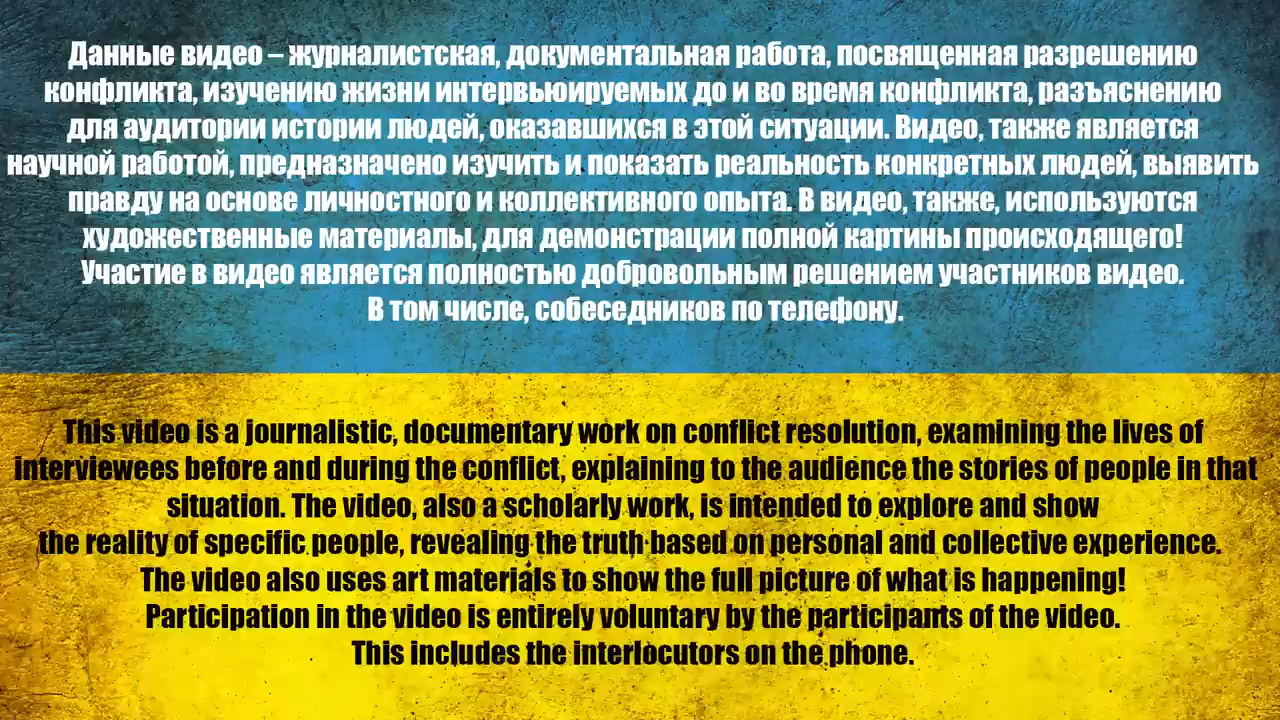 Данные видео – журналистская, документальная работа, посвященная разрешению
конфликта, изучению жизни интервьюируемых до и во время конфликта, разъяснению
для аудитории истории людей, оказавшихся в этой ситуации. Видео, также является
научной работой, предназначено изучить и показать реальность конкретных людей, выявить
правду на основе личностного и коллективного опыта. В видео, также, используются
художественные материалы, для демонстрации полной картины происходящего!
Участие в видео является полностью добровольным решением участников видео.
В том числе, собеседников по телефону.
This video is a journalistic, documentary work on conflict resolution, examining the lives of
interviewees before and during the conflict, explaining to the audience the stories of people in that
situation. The video, also a scholarly work, is intended to explore and show
the reality of specific people, revealing the truth based on personal and collective experience.
The video also uses art materials to show the full picture of what is happening!
Participation in the video is entirely voluntary by the participants of the video.
This includes the interlocutors on the phone.